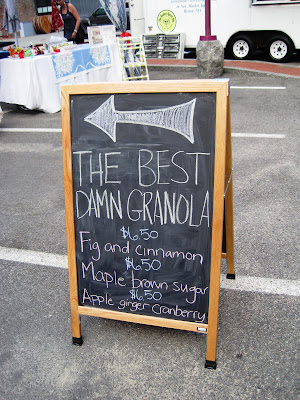 THE BEST
DAMN GRANOLA
$6.50
Fig and cinnamon
$6.50
Maple brown sugar
$6.50
Apple ginger cranberry